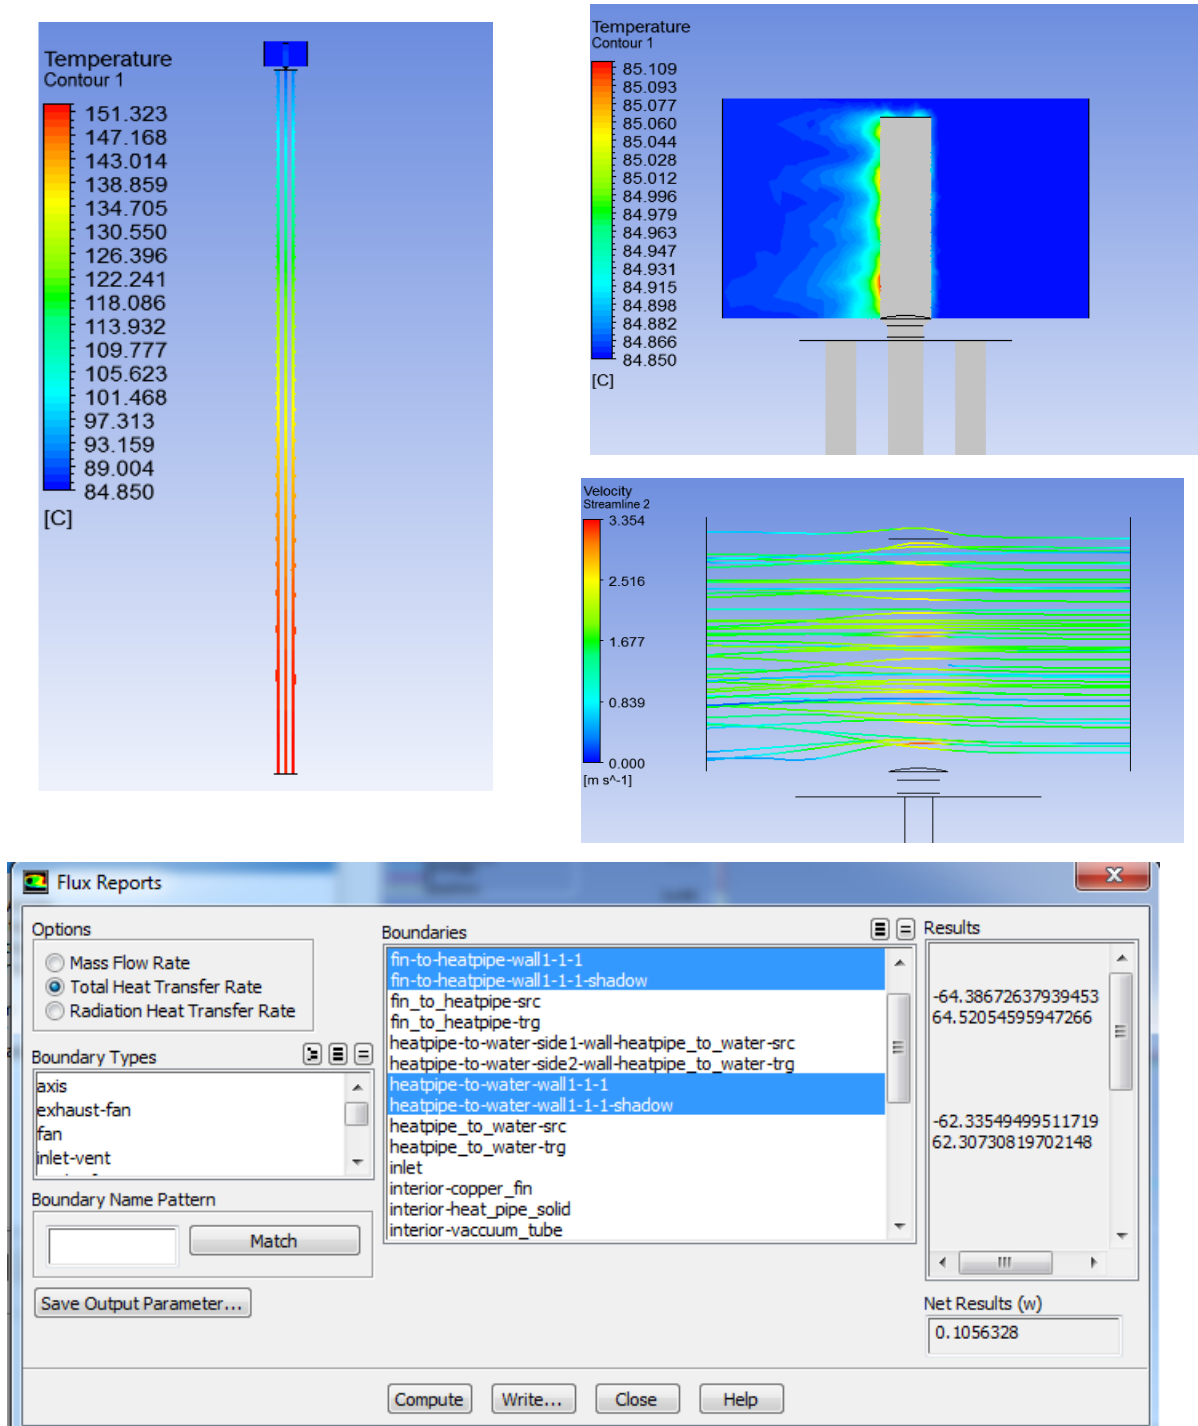 Temperature
Contour 1
151.323
147.168
143.014
138.859
134.705
130.550
126.396
122.241
118.086
113.932
109.777
105.623
101.468
97.313
93.159
89.004
84.850
[C]
Temperature
Contour 1
85.109
85.093
85.077
85.060
85.044
85.028
85.012
84.996
84.979
84.963
84.947
84.931
84.915
84.898
84.882
84.866
84.850
[C]
Velocity
Streamline 2
3.354
2.516
1.677
0.839
0.000
[m s^-1]
Flux Reports
Options
Mass Flow Rate
Total Heat Transfer Rate
Radiation Heat Transfer Rate
Boundary Types
axis
exhaust-fan
fan
inlet-vent
Boundary Name Pattern
Match
Save Output Parameter...
Boundaries
fin-to-heatpipe-wall1-1-1
fin-to-heatpipe-wall1-1-1-shadow
fin_to_heatpipe-src
fin_to_heatpipe-trg
heatpipe-to-water-side1-wall-heatpipe_to_water-src
heatpipe-to-water-side2-wall-heatpipe_to_water-trg
heatpipe-to-water-wall1-1-1
heatpipe-to-water-wall1-1-1-shadow
heatpipe_to_water-src
heatpipe_to_water-trg
inlet
interior-copper_fin
interior-heat_pipe_solid
interior-vaccuum_tube
Results
-64.38672637939453
64.52054595947266
-62.33549499511719
62.30730819702148
Net Results (w)
0.1056328
Compute
Write...
Close
Help